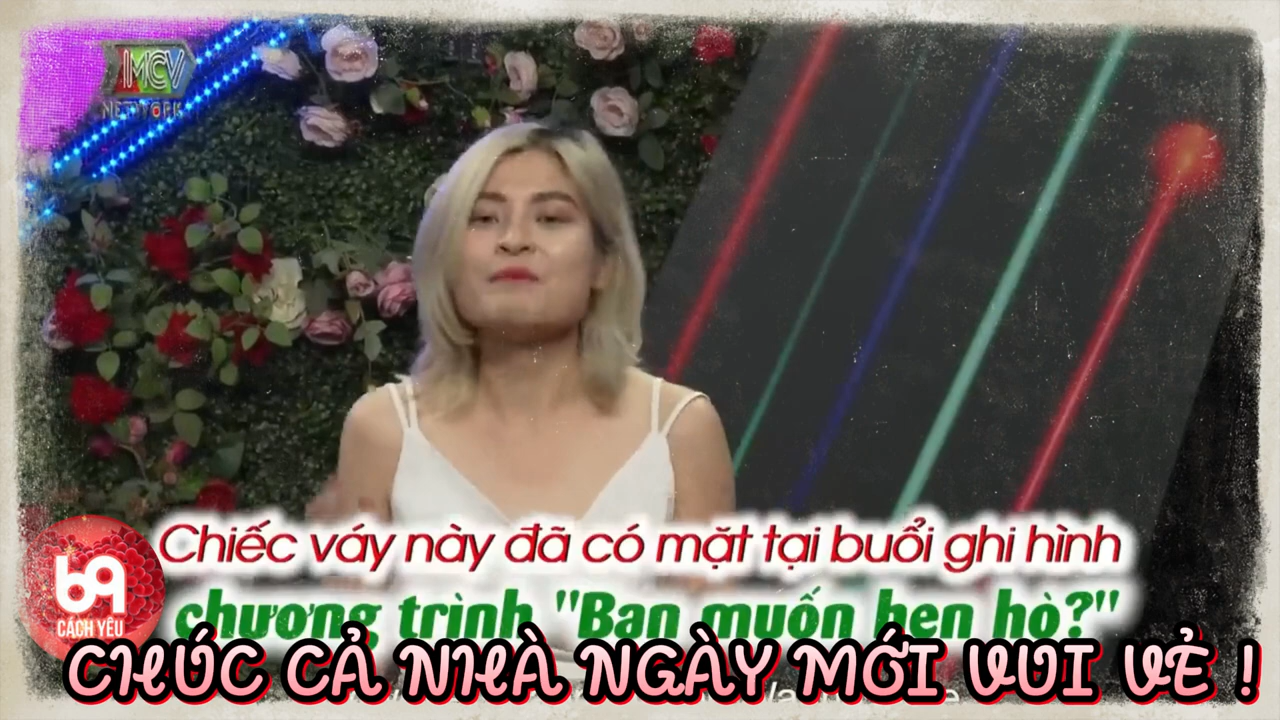 MCV
NETWORK
Chiếc váy này đã có mặt tại buổi ghi hình
chương trình "Bạn muốn hẹn hò?"
69
CÁCH YÊU
CHÚC CẢ NHÀ NGÀY MỚI VUI VẺ !